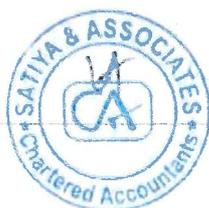 SATIYA & ASSOCIATES
CA
Chartered Accountants